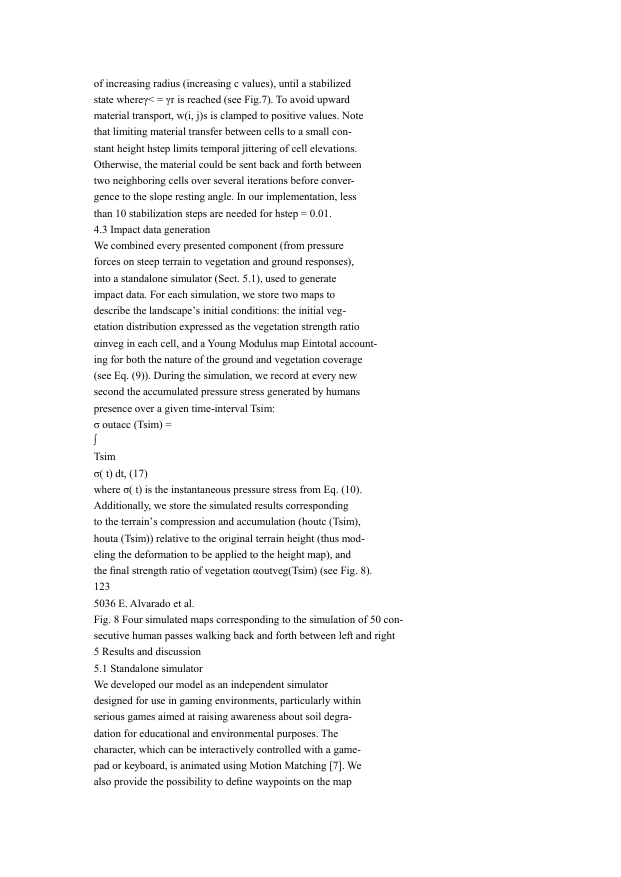 of increasing radius (increasing c values), until a stabilized
state whereγ< = γr is reached (see Fig.7). To avoid upward
material transport, w(i, j)s is clamped to positive values. Note
that limiting material transfer between cells to a small con-
stant height hstep limits temporal jittering of cell elevations.
Otherwise, the material could be sent back and forth between
two neighboring cells over several iterations before conver-
gence to the slope resting angle. In our implementation, less
than 10 stabilization steps are needed for hstep = 0.01.
4.3 Impact data generation
We combined every presented component (from pressure
forces on steep terrain to vegetation and ground responses),
into a standalone simulator (Sect. 5.1), used to generate
impact data. For each simulation, we store two maps to
describe the landscape’s initial conditions: the initial veg-
etation distribution expressed as the vegetation strength ratio
αinveg in each cell, and a Young Modulus map Eintotal account-
ing for both the nature of the ground and vegetation coverage
(see Eq. (9)). During the simulation, we record at every new
second the accumulated pressure stress generated by humans
presence over a given time-interval Tsim:
σ outacc (Tsim) =
∫
Tsim
σ( t) dt, (17)
where σ( t) is the instantaneous pressure stress from Eq. (10).
Additionally, we store the simulated results corresponding
to the terrain’s compression and accumulation (houtc (Tsim),
houta (Tsim)) relative to the original terrain height (thus mod-
eling the deformation to be applied to the height map), and
the final strength ratio of vegetation αoutveg(Tsim) (see Fig. 8).
123
5036 E. Alvarado et al.
Fig. 8 Four simulated maps corresponding to the simulation of 50 con-
secutive human passes walking back and forth between left and right
5 Results and discussion
5.1 Standalone simulator
We developed our model as an independent simulator
designed for use in gaming environments, particularly within
serious games aimed at raising awareness about soil degra-
dation for educational and environmental purposes. The
character, which can be interactively controlled with a game-
pad or keyboard, is animated using Motion Matching [7]. We
also provide the possibility to define waypoints on the map